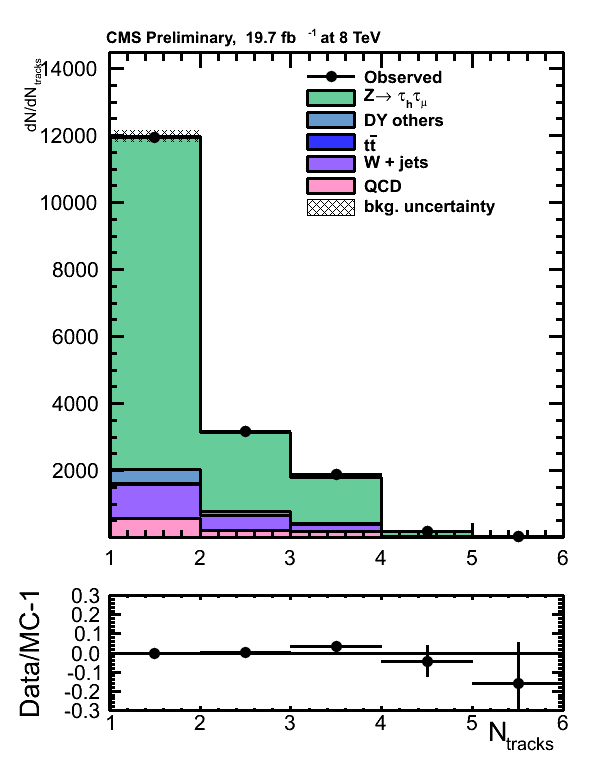 CMS Preliminary, 19.7 fb⁻¹ at 8 TeV
dN/dN_tracks
14000
12000
10000
8000
6000
4000
2000
Observed
Z→ τ_hτ_μ
DY others
tt̄
W + jets
QCD
bkg. uncertainty
1 2 3 4 5 6
Data/MC-1
0.3
0.2
0.1
0.0
-0.1
-0.2
-0.3
1 2 3 4 5 6
N_tracks